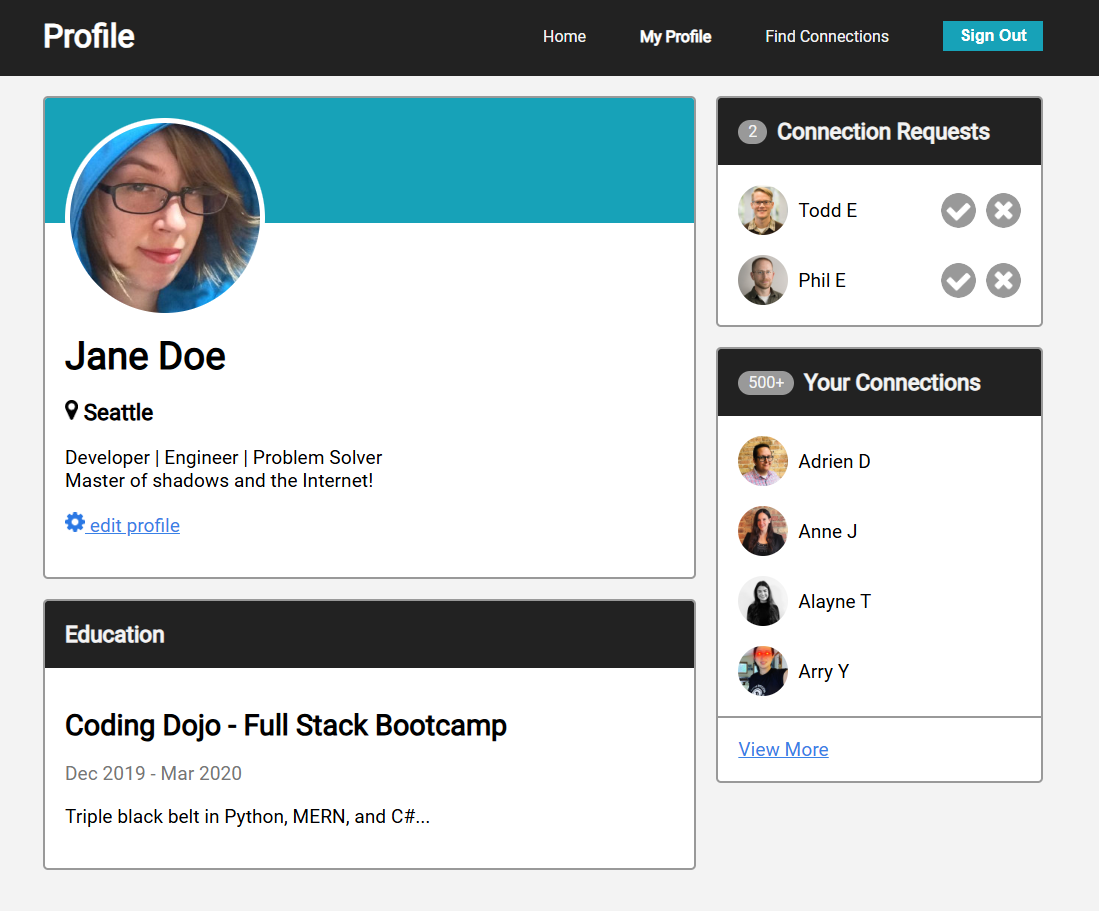 Profile
Home
My Profile
Find Connections
Sign Out
Jane Doe
Seattle
Developer | Engineer | Problem Solver
Master of shadows and the Internet!
edit profile
Education
Coding Dojo - Full Stack Bootcamp
Dec 2019 - Mar 2020
Triple black belt in Python, MERN, and C#...
2 Connection Requests
Todd E
Phil E
500+ Your Connections
Adrien D
Anne J
Alayne T
Arry Y
View More